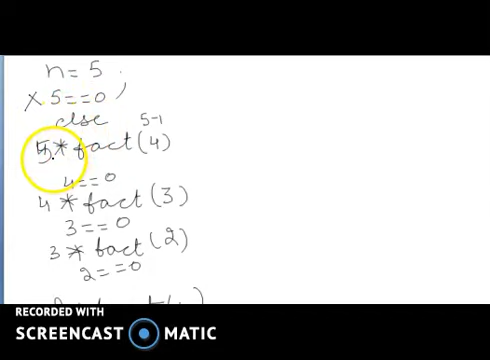 n = 5
× 5==0
else 5-1
5* fact (4)
4==0
4 * fact (3)
3==0
3 * fact (2)
2==0
RECORDED WITH
SCREENCAST MATIC